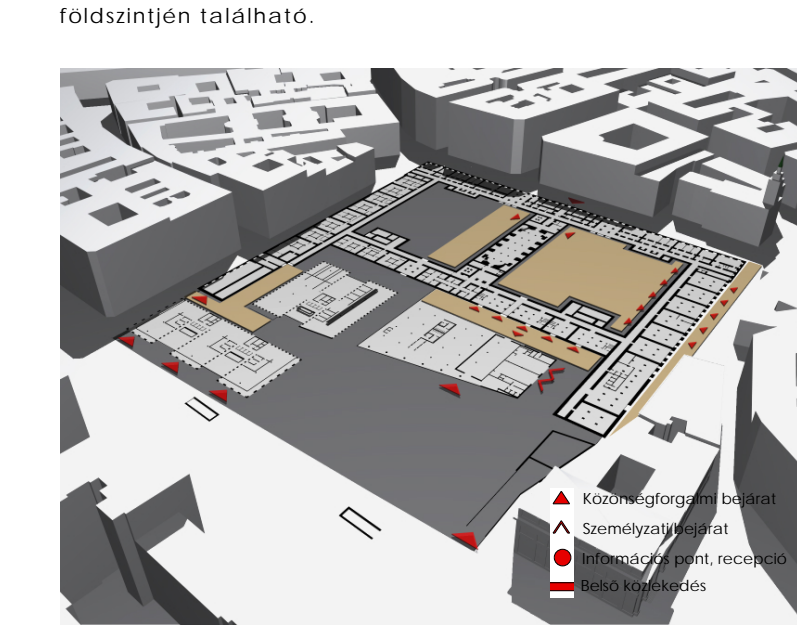 földszintjén található.
Közönségforgalmi bejárat
Személyzati bejárat
Információs pont, recepció
Belső közlekedés